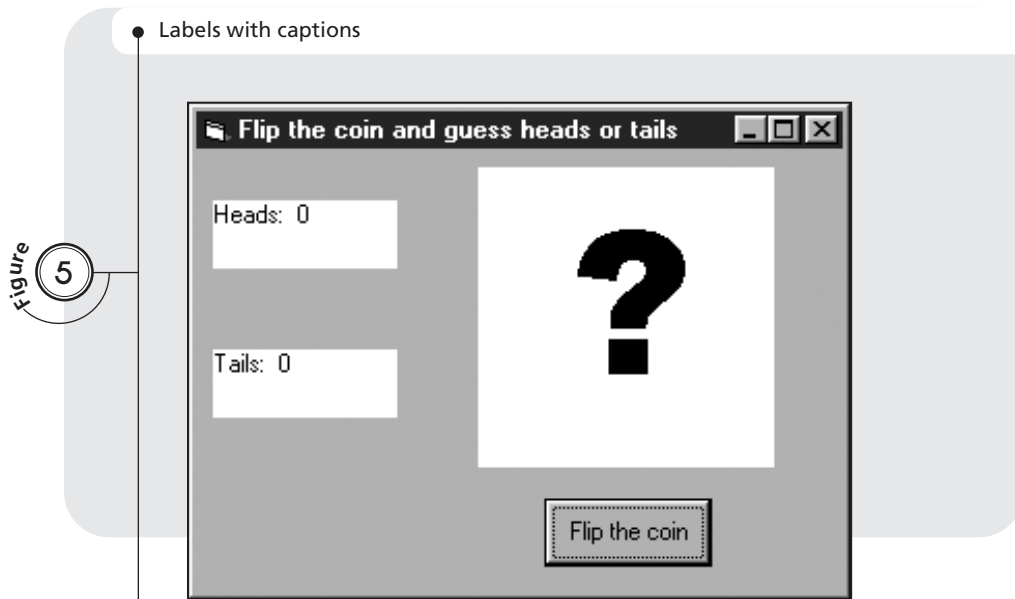 Labels with captions
Figure
5
Flip the coin and guess heads or tails
Heads: 0
Tails: 0
?
Flip the coin